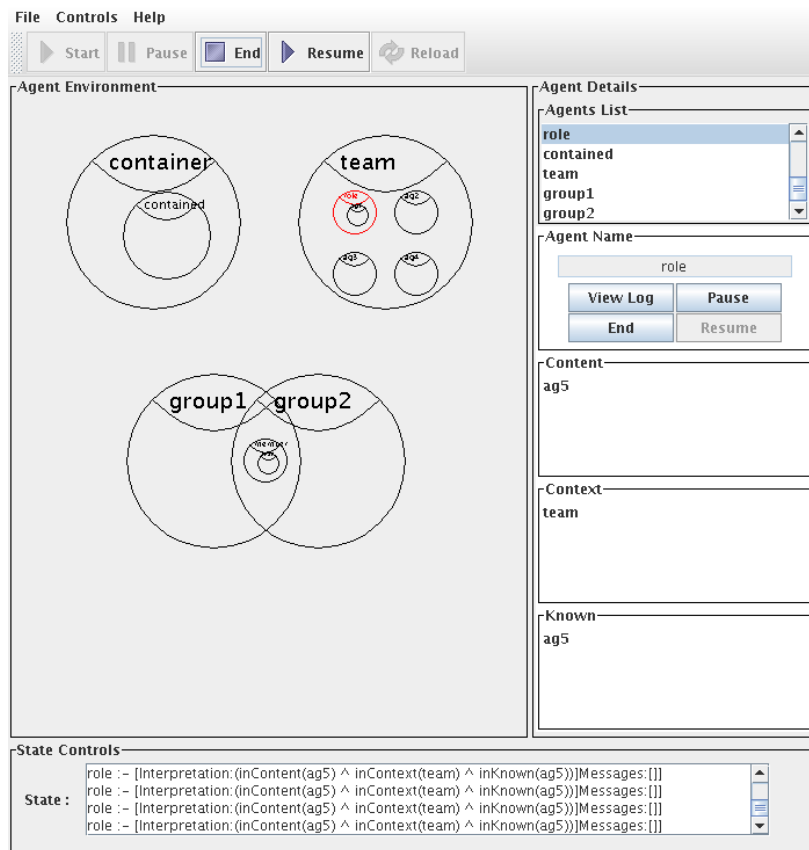 File Controls Help
Start Pause End Resume Reload
Agent Environment
container
contained
team
role
ag2
ag3
ag4
group1
group2
member
Agent Details
Agents List
role
contained
team
group1
group2
Agent Name
role
View Log Pause
End Resume
Content
ag5
Context
team
Known
ag5
State Controls
State :
role :- [Interpretation:(inContent(ag5) ^ inContext(team) ^ inKnown(ag5))]Messages:[]]
role :- [Interpretation:(inContent(ag5) ^ inContext(team) ^ inKnown(ag5))]Messages:[]]
role :- [Interpretation:(inContent(ag5) ^ inContext(team) ^ inKnown(ag5))]Messages:[]]
role :- [Interpretation:(inContent(ag5) ^ inContext(team) ^ inKnown(ag5))]Messages:[]]